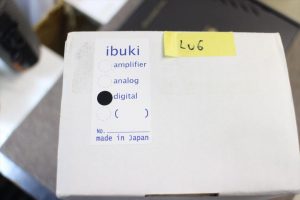 ibuki
amplifier
analog
digital
( )
No.
made in Japan
LU6